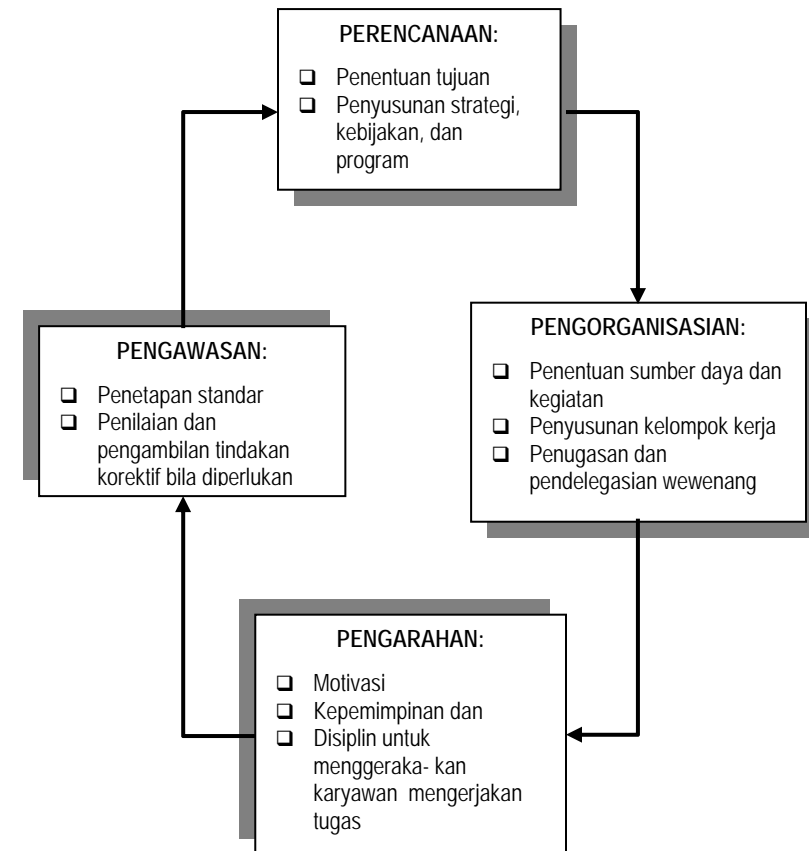 PERENCANAAN:
❑ Penentuan tujuan
❑ Penyusunan strategi,
kebijakan, dan
program
PENGORGANISASIAN:
❑ Penentuan sumber daya dan
kegiatan
❑ Penyusunan kelompok kerja
❑ Penugasan dan
pendelegasian wewenang
PENGAWASAN:
❑ Penetapan standar
❑ Penilaian dan
pengambilan tindakan
korektif bila diperlukan
PENGARAHAN:
❑ Motivasi
❑ Kepemimpinan dan
❑ Disiplin untuk
menggeraka- kan
karyawan mengerjakan
tugas